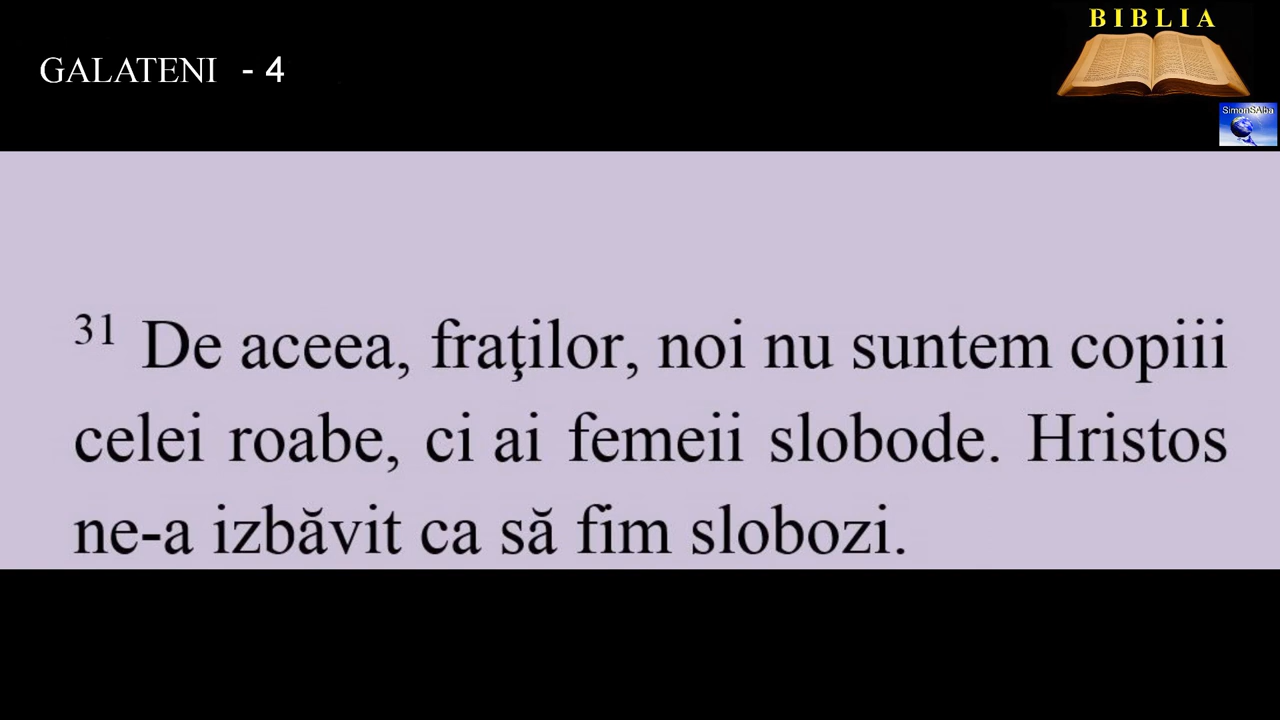 BIBLIA
GALATENI - 4
SimonSAlba
31 De aceea, fraţilor, noi nu suntem copiii
celei roabe, ci ai femeii slobode. Hristos
ne-a izbăvit ca să fim slobozi.